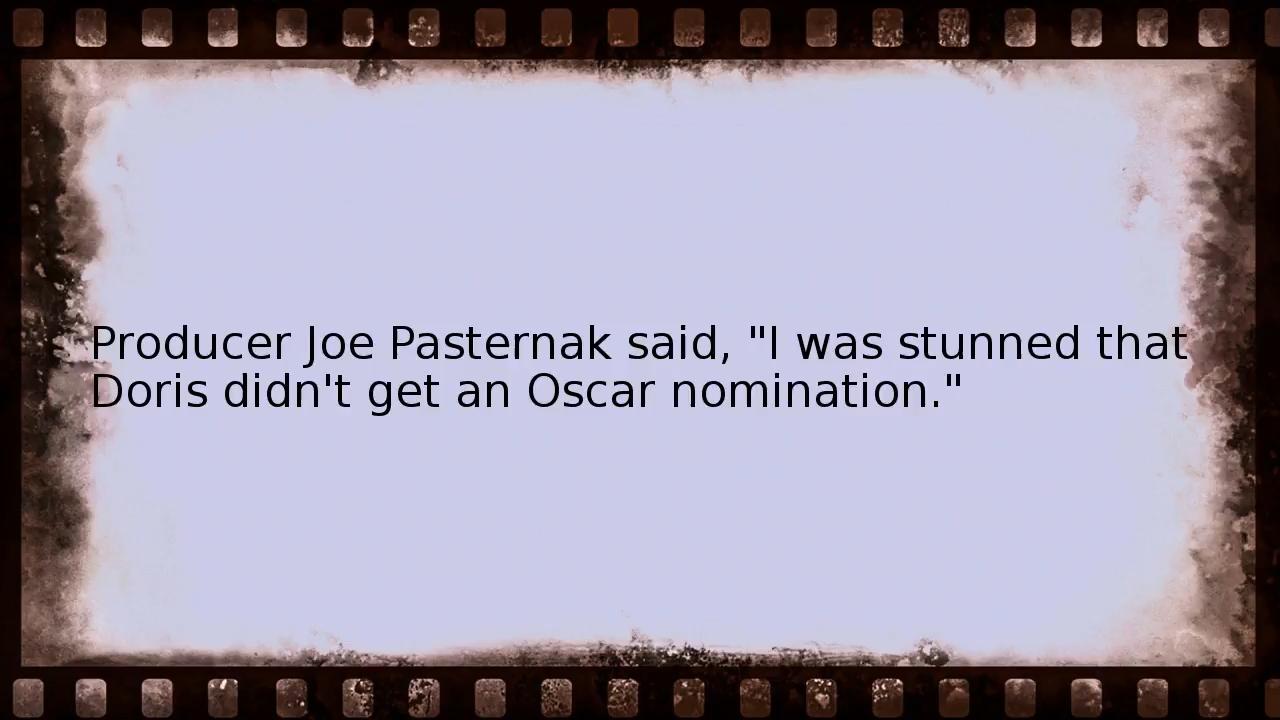 Producer Joe Pasternak said, "I was stunned that
Doris didn't get an Oscar nomination."